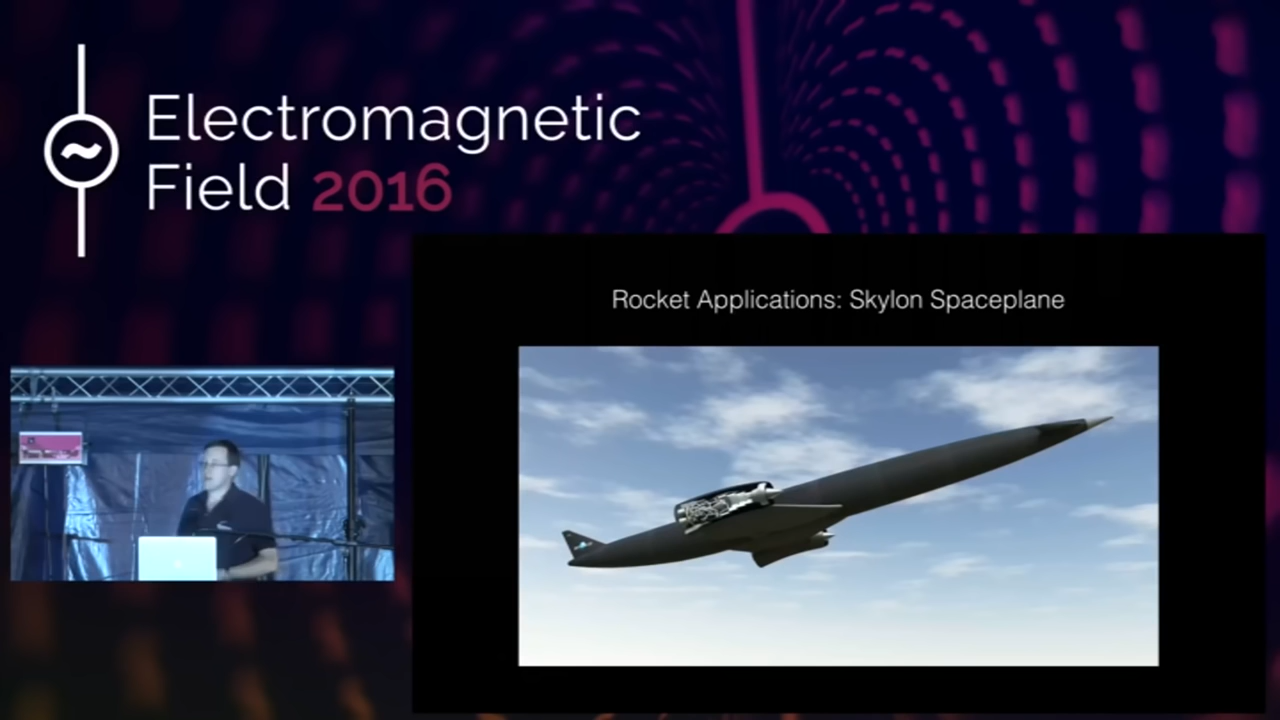 Electromagnetic
Field 2016
Rocket Applications: Skylon Spaceplane